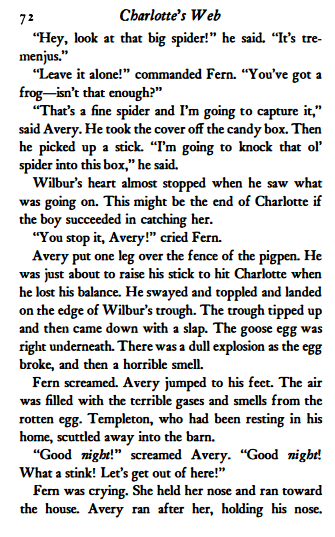 72 Charlotte's Web
"Hey, look at that big spider!" he said. "It's tre-
menjus."
"Leave it alone!" commanded Fern. "You've got a
frog—isn't that enough?"
"That's a fine spider and I'm going to capture it,"
said Avery. He took the cover off the candy box. Then
he picked up a stick. "I'm going to knock that ol'
spider into this box," he said.
Wilbur's heart almost stopped when he saw what
was going on. This might be the end of Charlotte if
the boy succeeded in catching her.
"You stop it, Avery!" cried Fern.
Avery put one leg over the fence of the pigpen. He
was just about to raise his stick to hit Charlotte when
he lost his balance. He swayed and toppled and landed
on the edge of Wilbur's trough. The trough tipped up
and then came down with a slap. The goose egg was
right underneath. There was a dull explosion as the egg
broke, and then a horrible smell.
Fern screamed. Avery jumped to his feet. The air
was filled with the terrible gases and smells from the
rotten egg. Templeton, who had been resting in his
home, scuttled away into the barn.
"Good night!" screamed Avery. "Good night!
What a stink! Let's get out of here!"
Fern was crying. She held her nose and ran toward
the house. Avery ran after her, holding his nose.